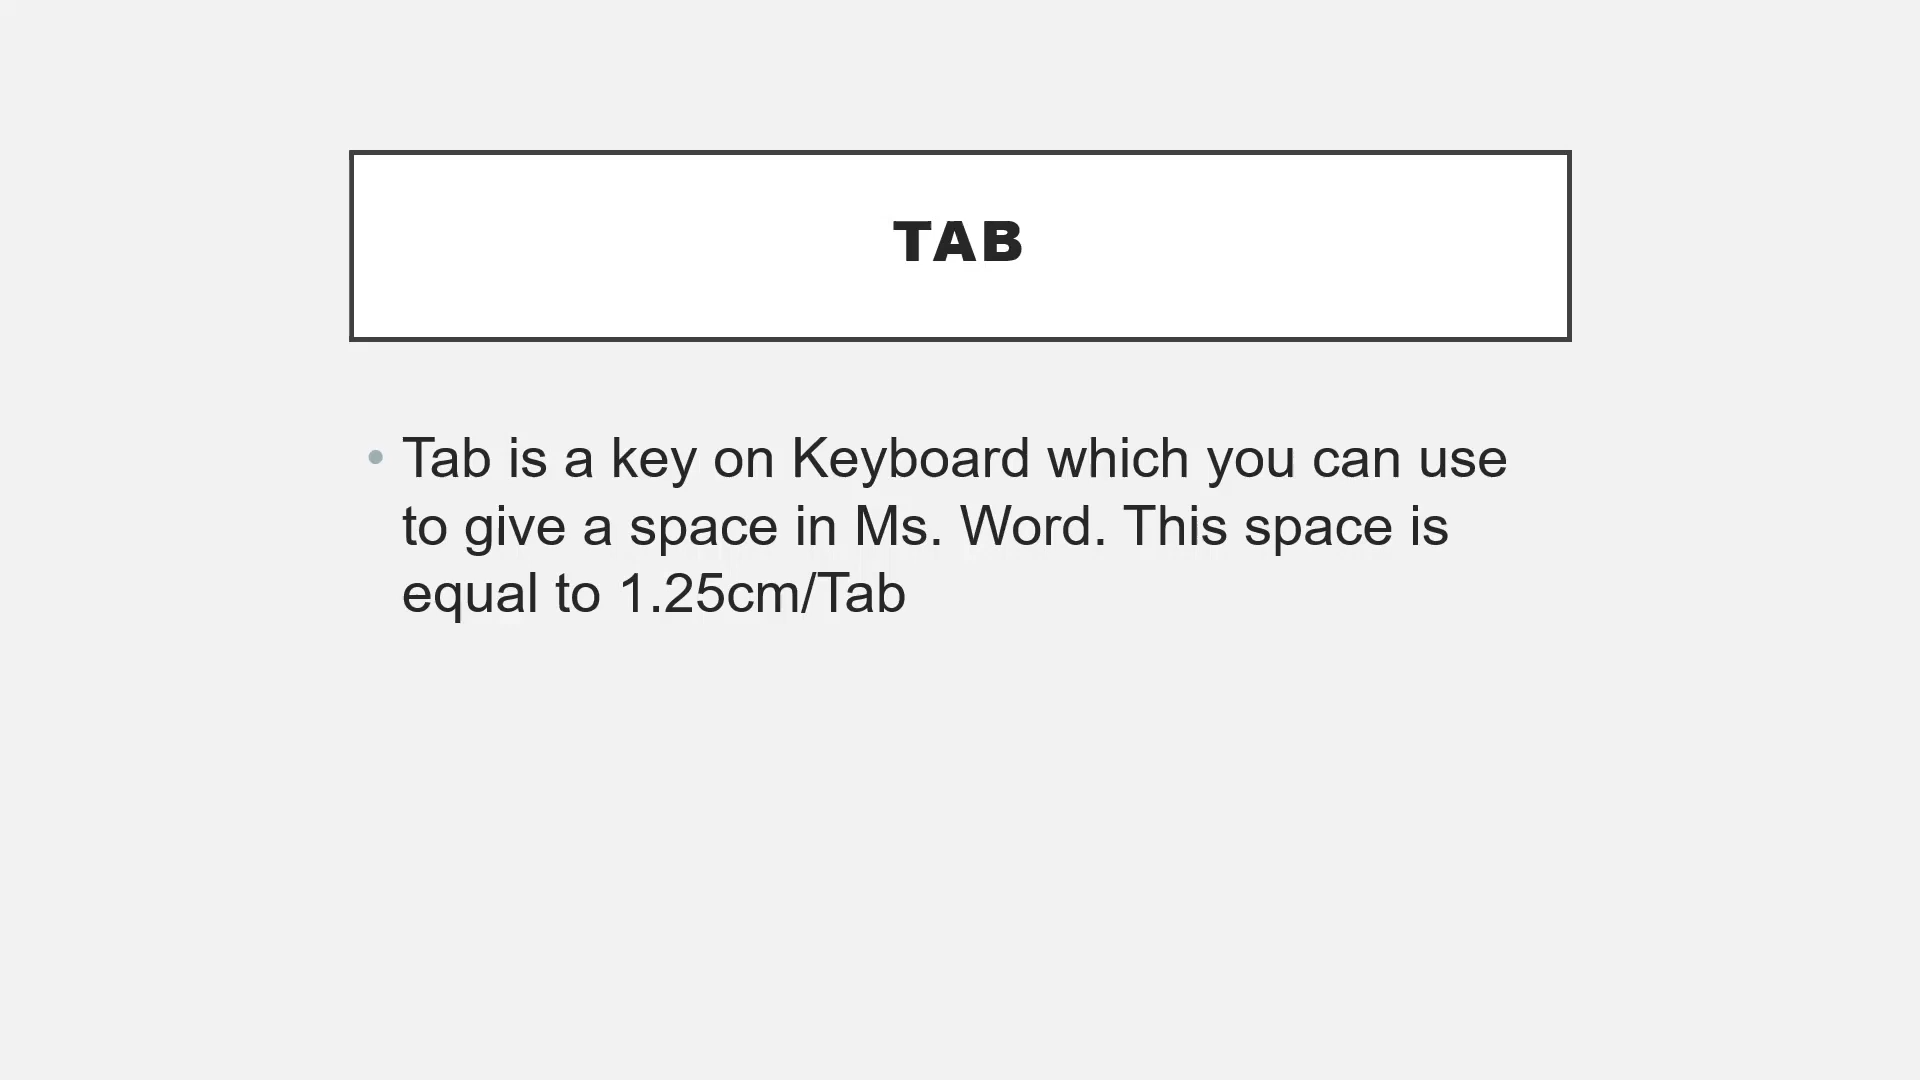 TAB
• Tab is a key on Keyboard which you can use
to give a space in Ms. Word. This space is
equal to 1.25cm/Tab